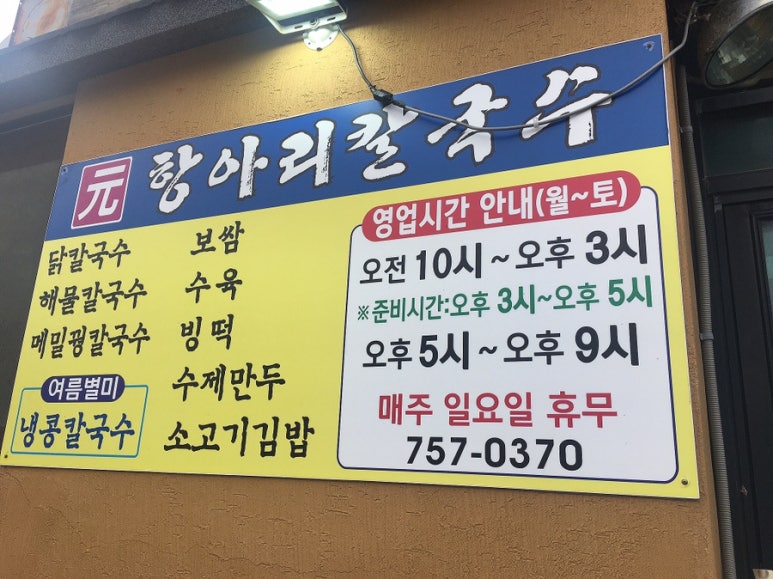 元 항아리칼국수
닭칼국수
해물칼국수
메밀꿩칼국수
여름별미
냉콩칼국수
보쌈
수육
빙떡
수제만두
소고기김밥
영업시간 안내(월~토)
오전 10시 ~ 오후 3시
※ 준비시간:오후 3시~오후 5시
오후 5시 ~ 오후 9시
매주 일요일 휴무
757-0370